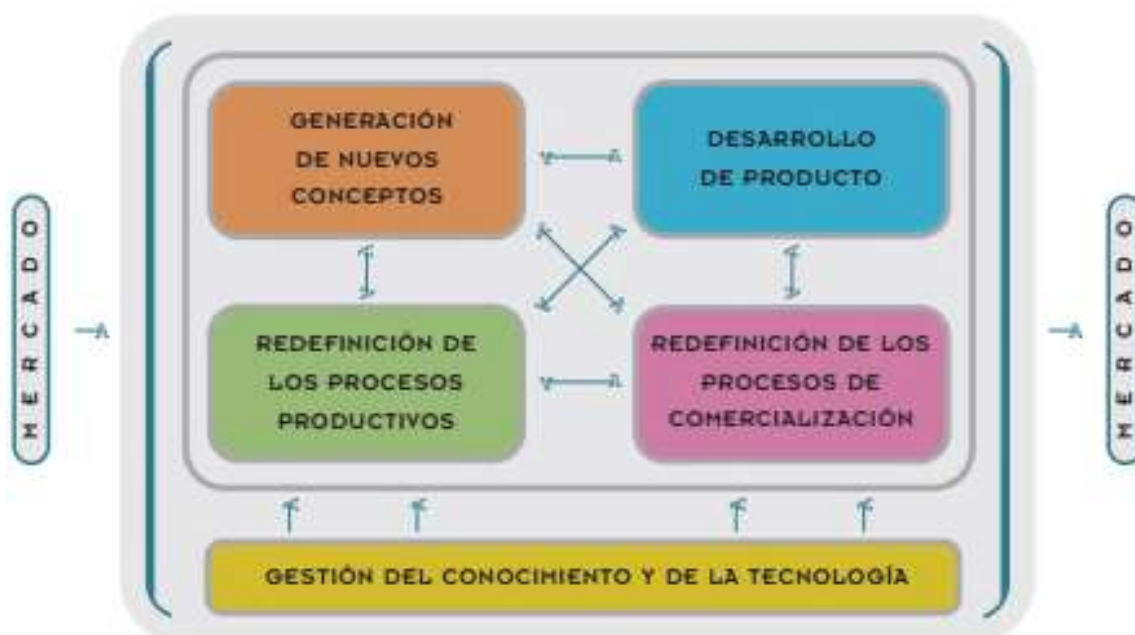 MERCADO
GENERACIÓN
DE NUEVOS
CONCEPTOS
DESARROLLO
DE PRODUCTO
REDEFINICIÓN DE
LOS PROCESOS
PRODUCTIVOS
REDEFINICIÓN DE LOS
PROCESOS DE
COMERCIALIZACIÓN
GESTIÓN DEL CONOCIMIENTO Y DE LA TECNOLOGÍA
MERCADO